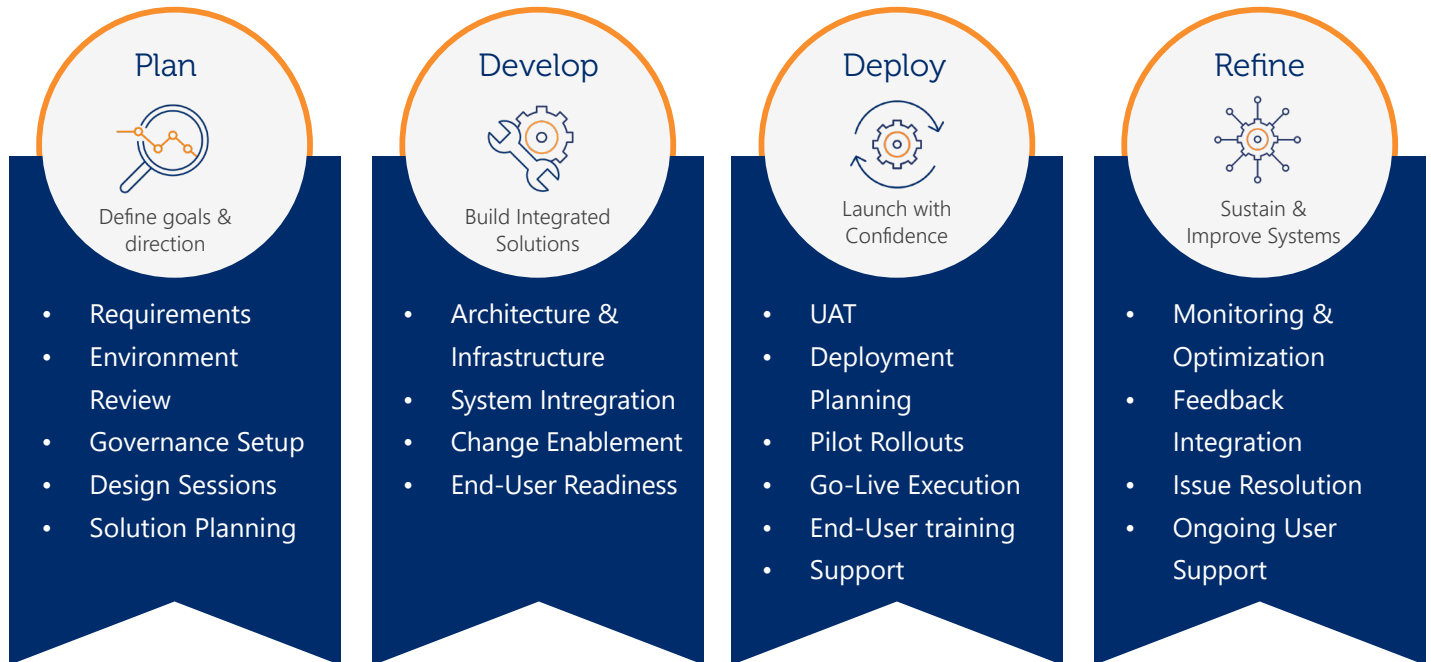 Plan
Define goals &
direction
• Requirements
• Environment
Review
• Governance Setup
• Design Sessions
• Solution Planning
Develop
Build Integrated
Solutions
• Architecture &
Infrastructure
• System Intregration
• Change Enablement
• End-User Readiness
Deploy
Launch with
Confidence
• UAT
• Deployment
Planning
• Pilot Rollouts
• Go-Live Execution
• End-User training
• Support
Refine
Sustain &
Improve Systems
• Monitoring &
Optimization
• Feedback
Integration
• Issue Resolution
• Ongoing User
Support